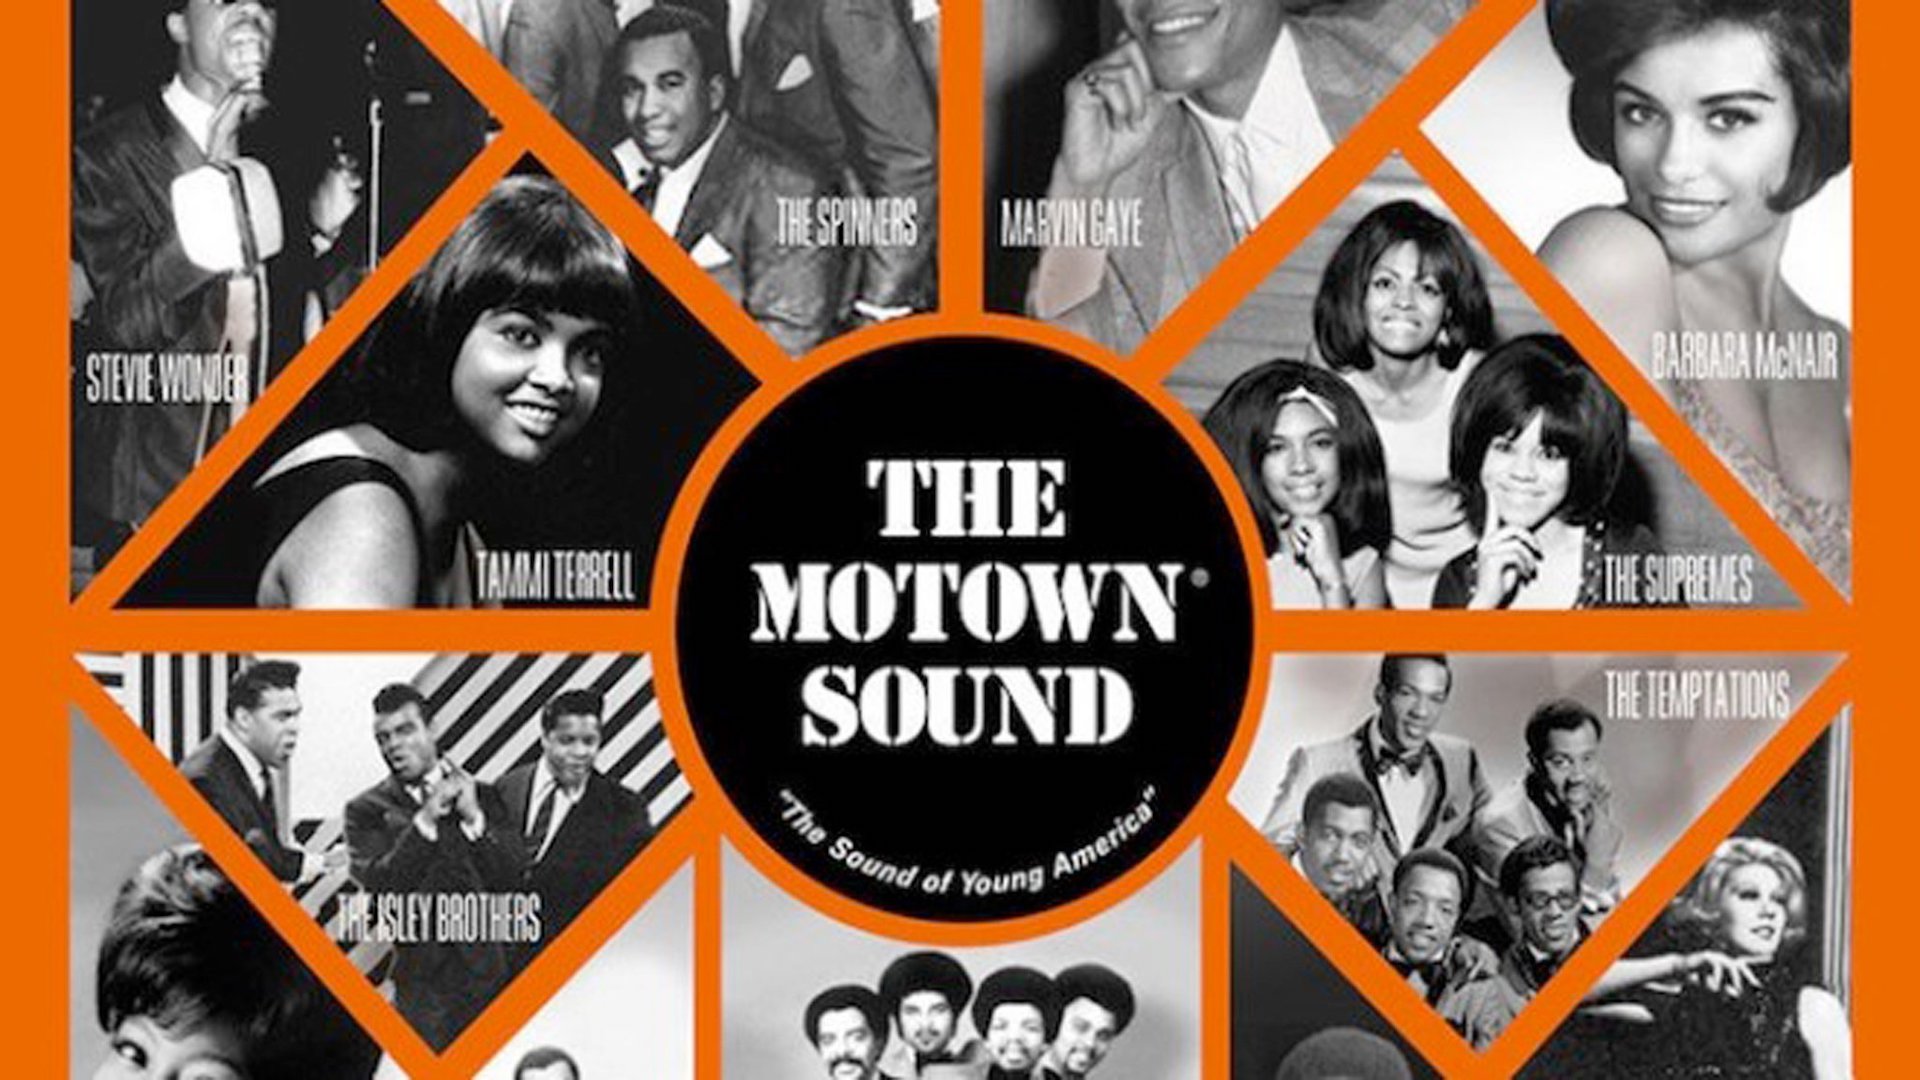 THE SPINNERS
MARVIN GAYE
STEVIE WONDER
BARBARA McNAIR
TAMMI TERRELL
THE SUPREMES
THE
MOTOWN®
SOUND
"The Sound of Young America"
THE TEMPTATIONS
THE ISLEY BROTHERS